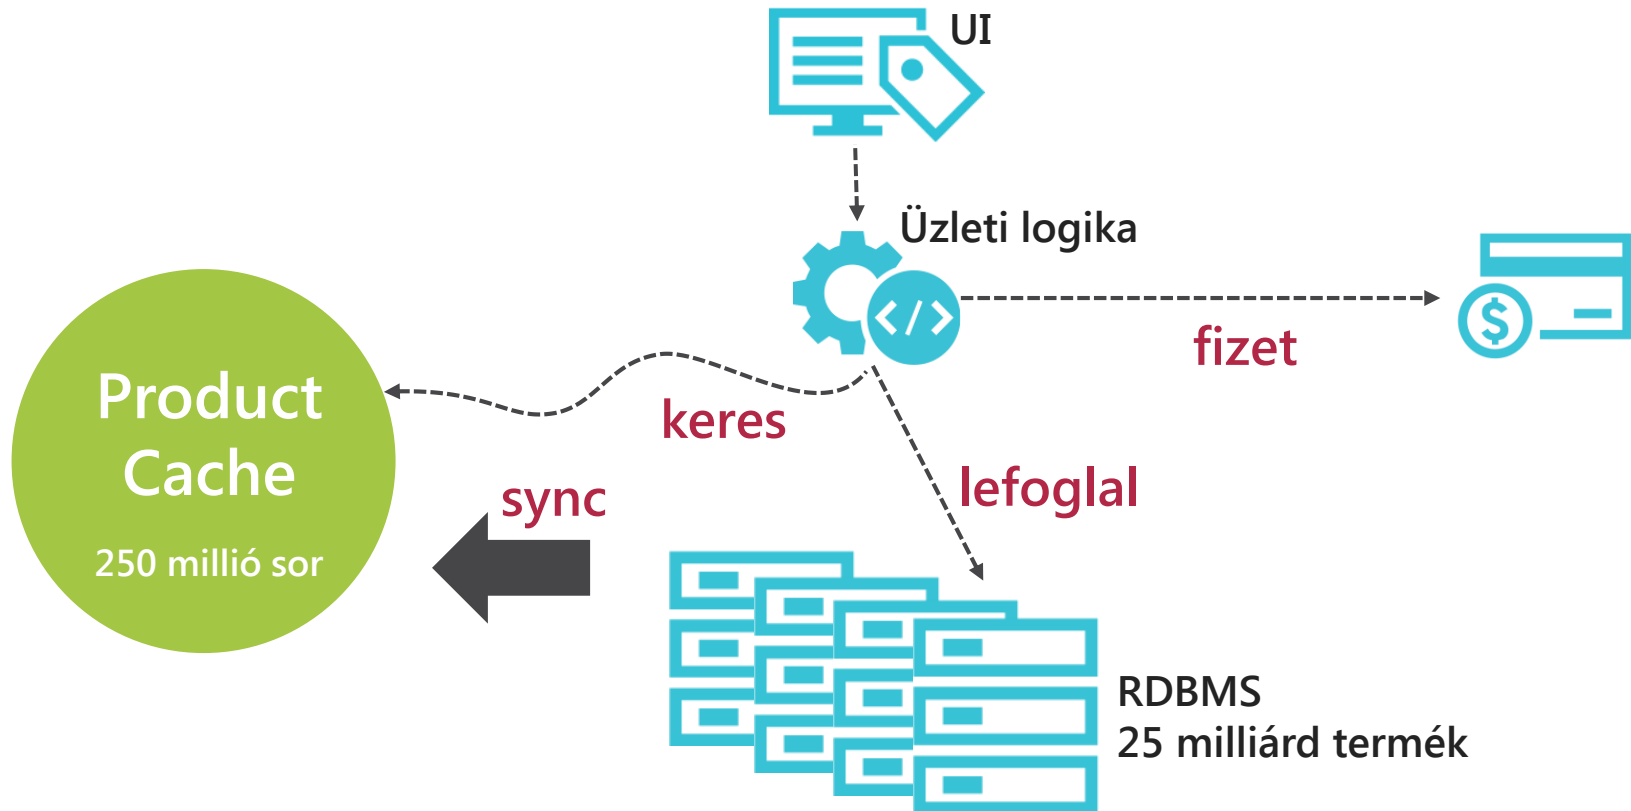 UI
Üzleti logika
fizet
$
</>
keres
Product
Cache
250 millió sor
sync
lefoglal
RDBMS
25 milliárd termék